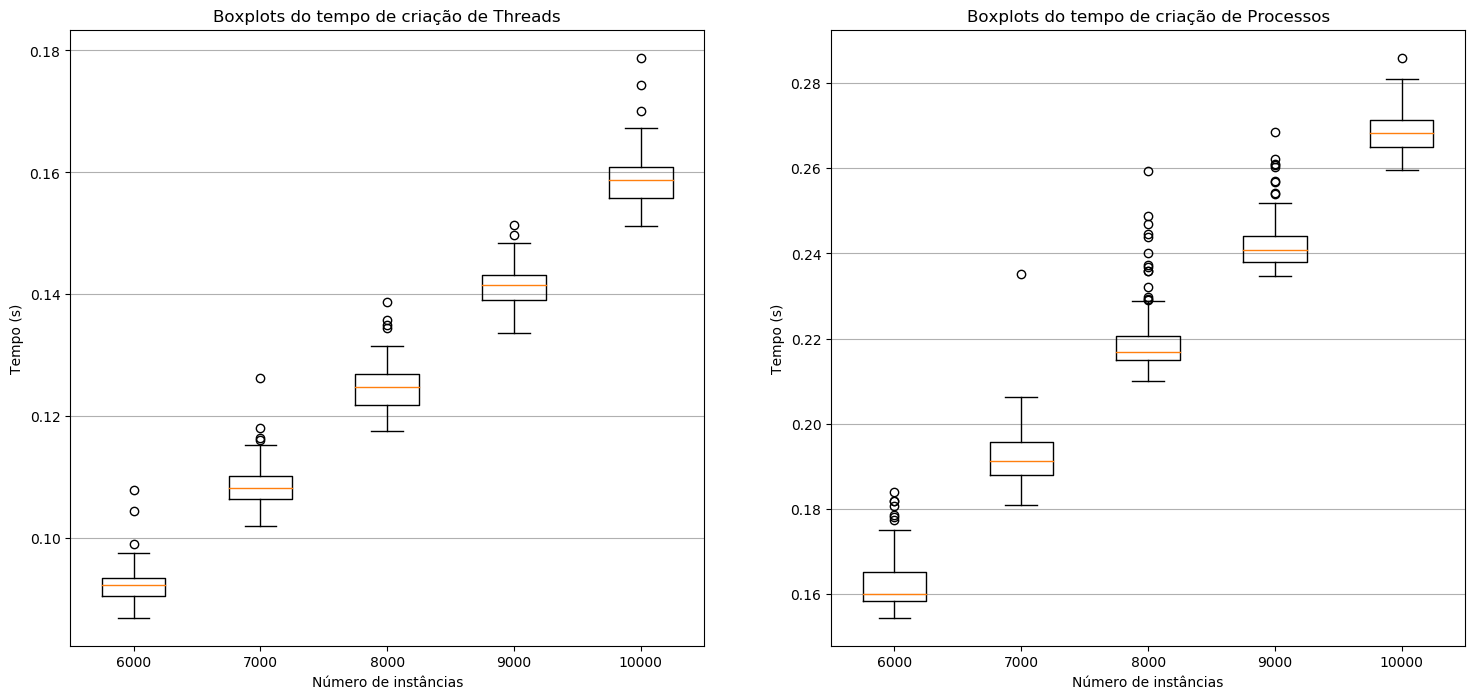 Boxplots do tempo de criação de Threads
0.18
0.16
0.14
0.12
0.10
Tempo (s)
6000 7000 8000 9000 10000
Número de instâncias
Boxplots do tempo de criação de Processos
0.28
0.26
0.24
0.22
0.20
0.18
0.16
Tempo (s)
6000 7000 8000 9000 10000
Número de instâncias